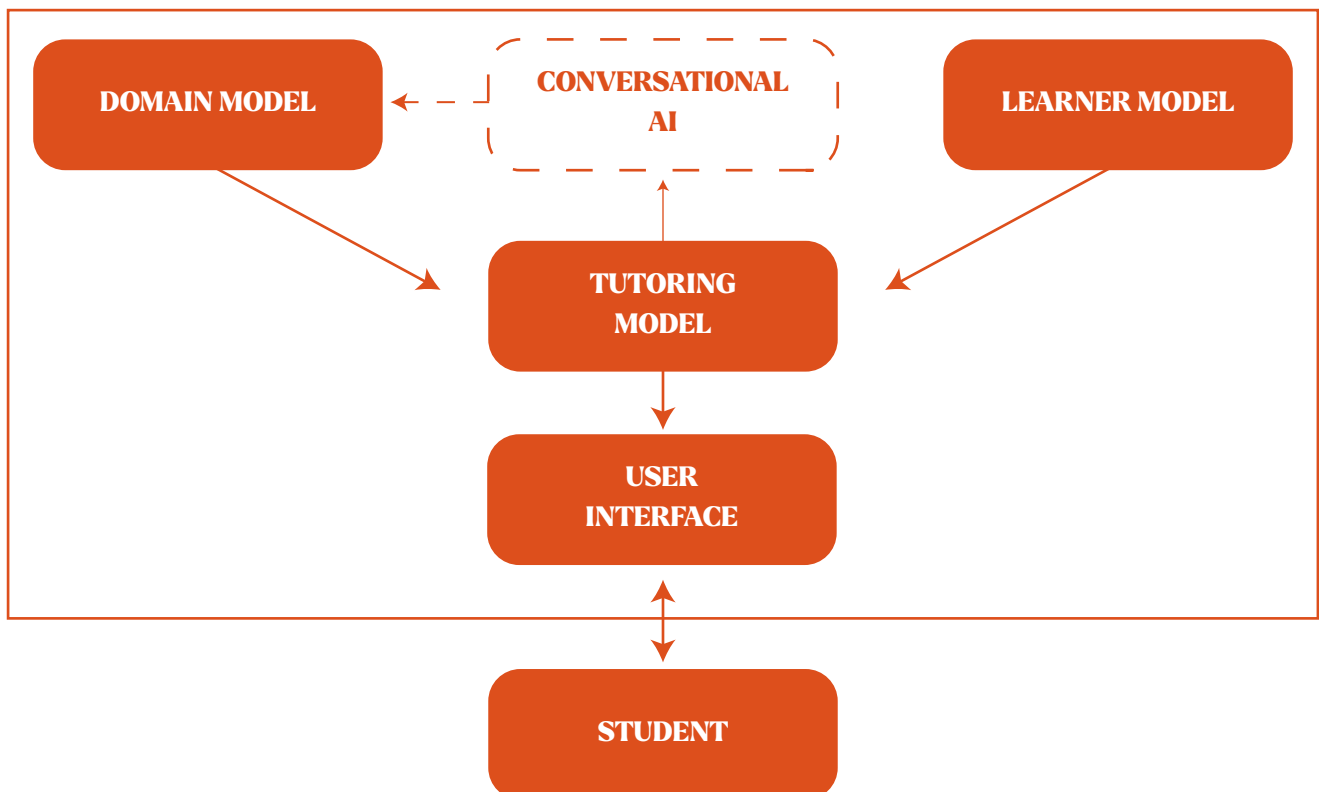 DOMAIN MODEL
CONVERSATIONAL
AI
LEARNER MODEL
TUTORING
MODEL
USER
INTERFACE
STUDENT